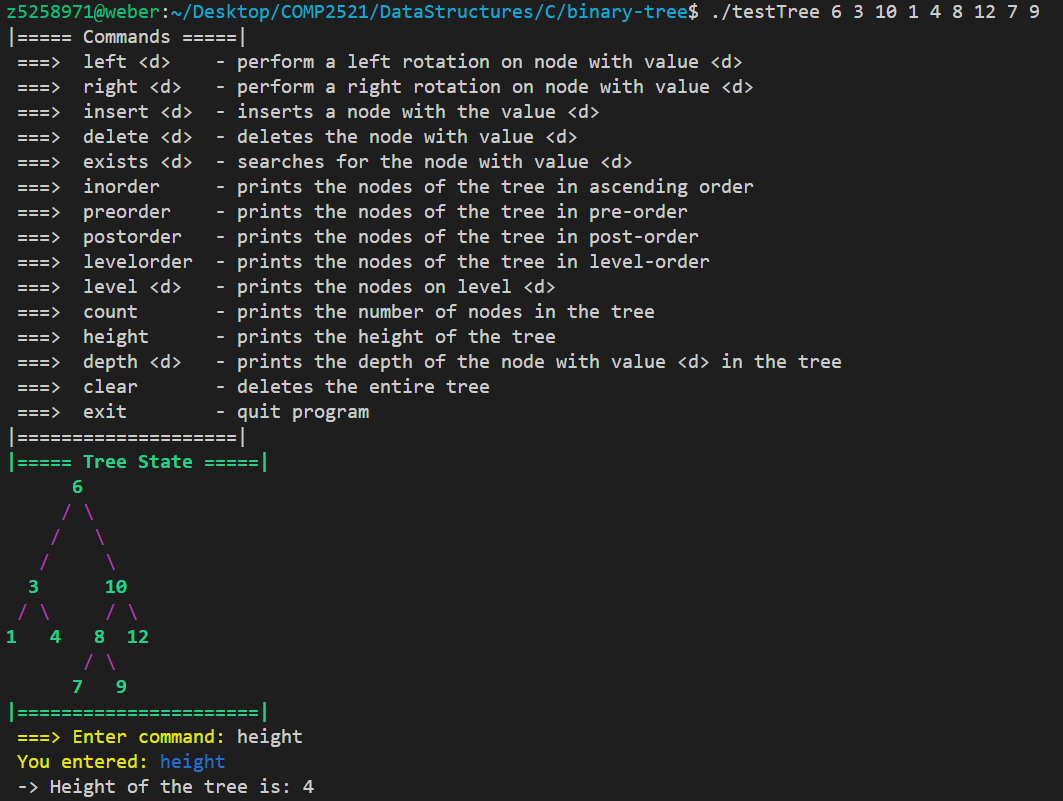 z5258971@weber:~/Desktop/COMP2521/DataStructures/C/binary-tree$ ./testTree 6 3 10 1 4 8 12 7 9
|===== Commands =====|
 ===>  left <d>    - perform a left rotation on node with value <d>
 ===>  right <d>   - perform a right rotation on node with value <d>
 ===>  insert <d>  - inserts a node with the value <d>
 ===>  delete <d>  - deletes the node with value <d>
 ===>  exists <d>  - searches for the node with value <d>
 ===>  inorder     - prints the nodes of the tree in ascending order
 ===>  preorder    - prints the nodes of the tree in pre-order
 ===>  postorder   - prints the nodes of the tree in post-order
 ===>  levelorder  - prints the nodes of the tree in level-order
 ===>  level <d>   - prints the nodes on level <d>
 ===>  count       - prints the number of nodes in the tree
 ===>  height      - prints the height of the tree
 ===>  depth <d>   - prints the depth of the node with value <d> in the tree
 ===>  clear       - deletes the entire tree
 ===>  exit        - quit program
|====================|
|===== Tree State =====|
      6
     / \
    /   \
   /     \
  3      10
 / \     / \
1   4   8  12
       / \
      7   9
|======================|
 ===> Enter command: height
 You entered: height
 -> Height of the tree is: 4